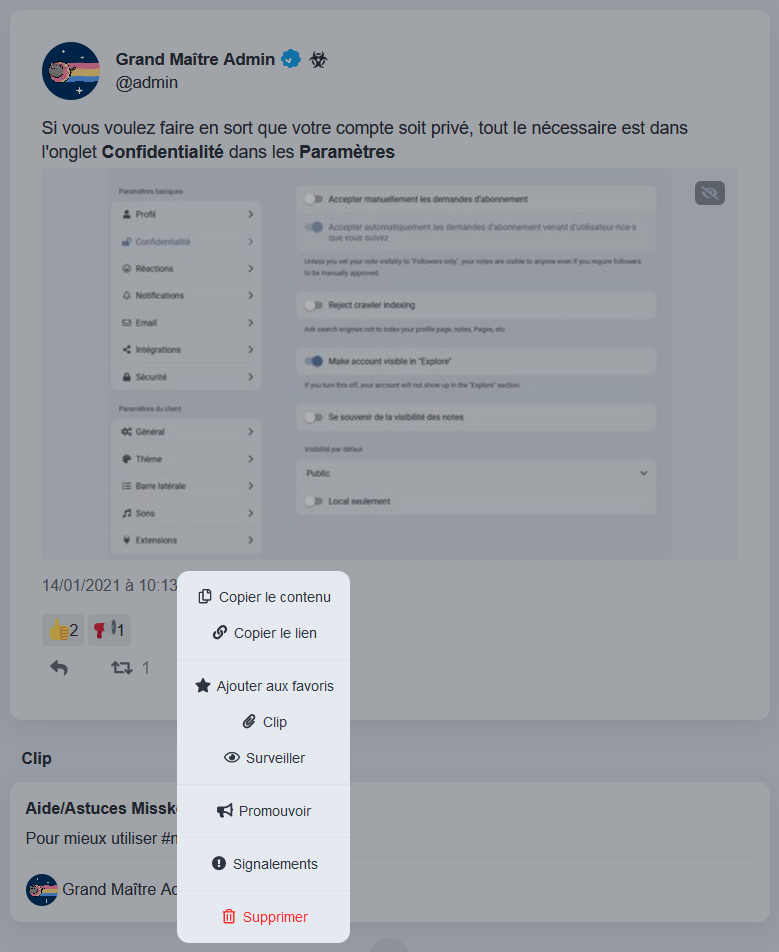 Grand Maître Admin
@admin
Si vous voulez faire en sort que votre compte soit privé, tout le nécessaire est dans
l'onglet Confidentialité dans les Paramètres
Paramètres basiques
Profil
Confidentialité
Réactions
Notifications
Email
Intégrations
Sécurité
Paramètres du client
Général
Thème
Barre latérale
Sons
Extensions
Accepter manuellement les demandes d'abonnement
Accepter automatiquement les demandes d'abonnement venant d'utilisateur·rice·s
que vous suivez
Unless you set your note visiblity to "Followers only", your notes are visible to anyone even if you require followers
to be manually approved.
Reject crawler indexing
Ask search engines not to index your profile page, notes, Pages, etc
Make account visible in "Explore"
If you turn this off, your account will not show up in the "Explore" section.
Se souvenir de la visibilité des notes
Visibilité par défaut
Public
Local seulement
14/01/2021 à 10:13
2
1
1
Copier le contenu
Copier le lien
Ajouter aux favoris
Clip
Surveiller
Promouvoir
Signalements
Supprimer
Clip
Aide/Astuces Missk
Pour mieux utiliser #
Grand Maître Ad